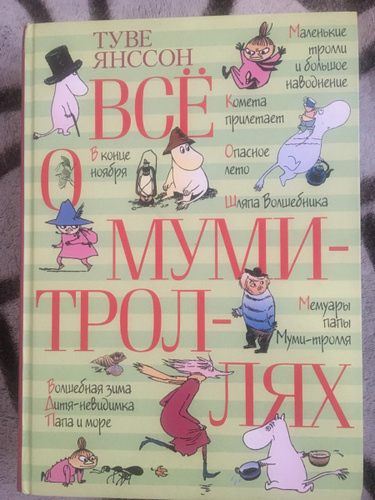 ТУВЕ
ЯНССОН
Маленькие
тролли
и большое
наводнение
ВСЁ
Комета
прилетает
В конце
ноября
Опасное
лето
О
Шляпа Волшебника
МУМИ-
ТРОЛ-
Мемуары
папы
Муми-тролля
ЛЯХ
Волшебная зима
Дитя-невидимка
Папа и море